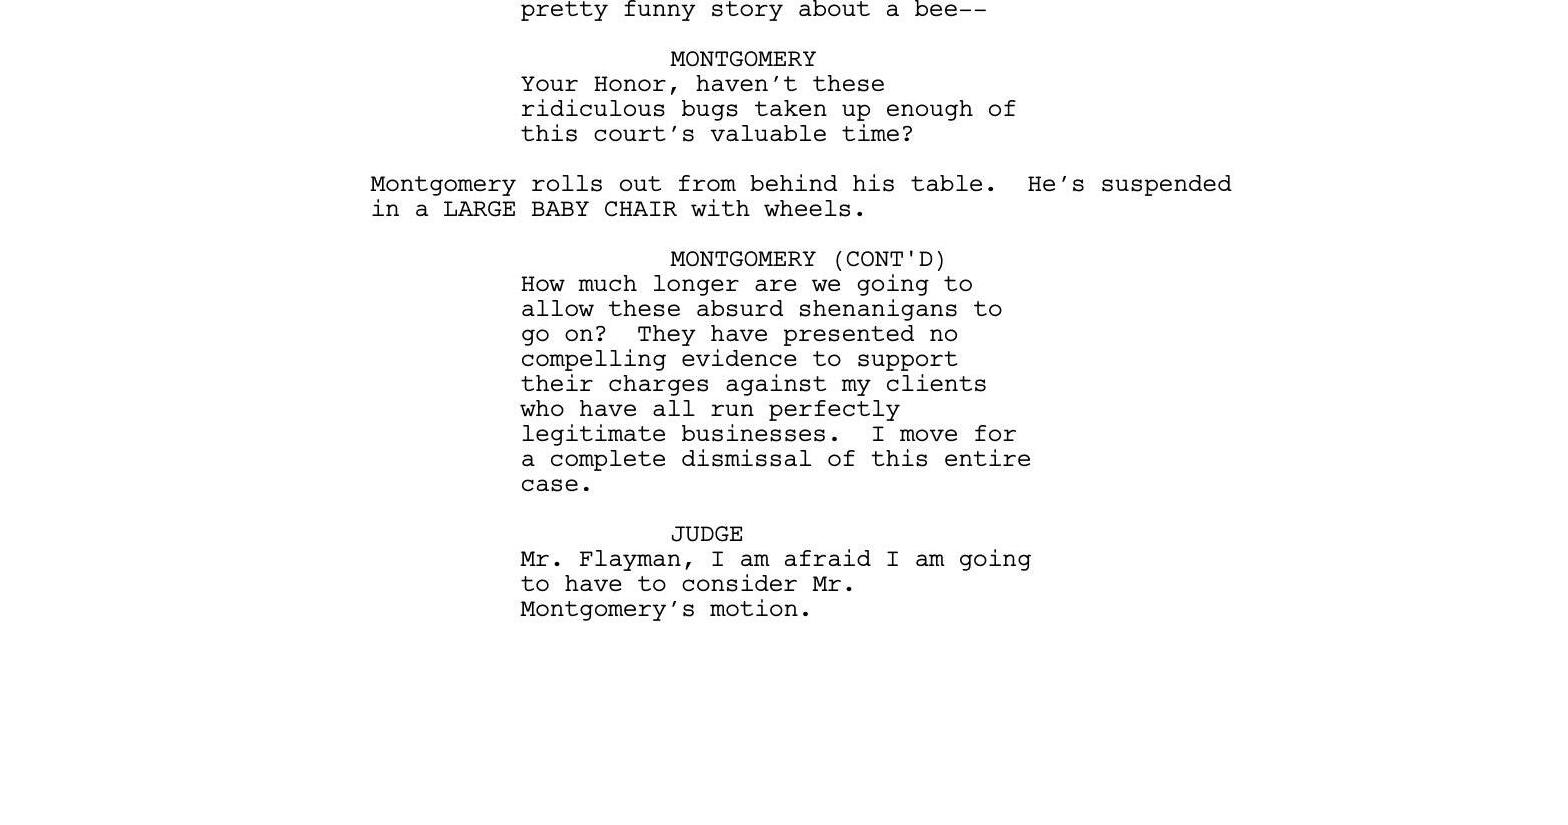 pretty funny story about a bee--
MONTGOMERY
Your Honor, haven’t these
ridiculous bugs taken up enough of
this court’s valuable time?
Montgomery rolls out from behind his table.  He’s suspended
in a LARGE BABY CHAIR with wheels.
MONTGOMERY (CONT'D)
How much longer are we going to
allow these absurd shenanigans to
go on?  They have presented no
compelling evidence to support
their charges against my clients
who have all run perfectly
legitimate businesses.  I move for
a complete dismissal of this entire
case.
JUDGE
Mr. Flayman, I am afraid I am going
to have to consider Mr.
Montgomery’s motion.